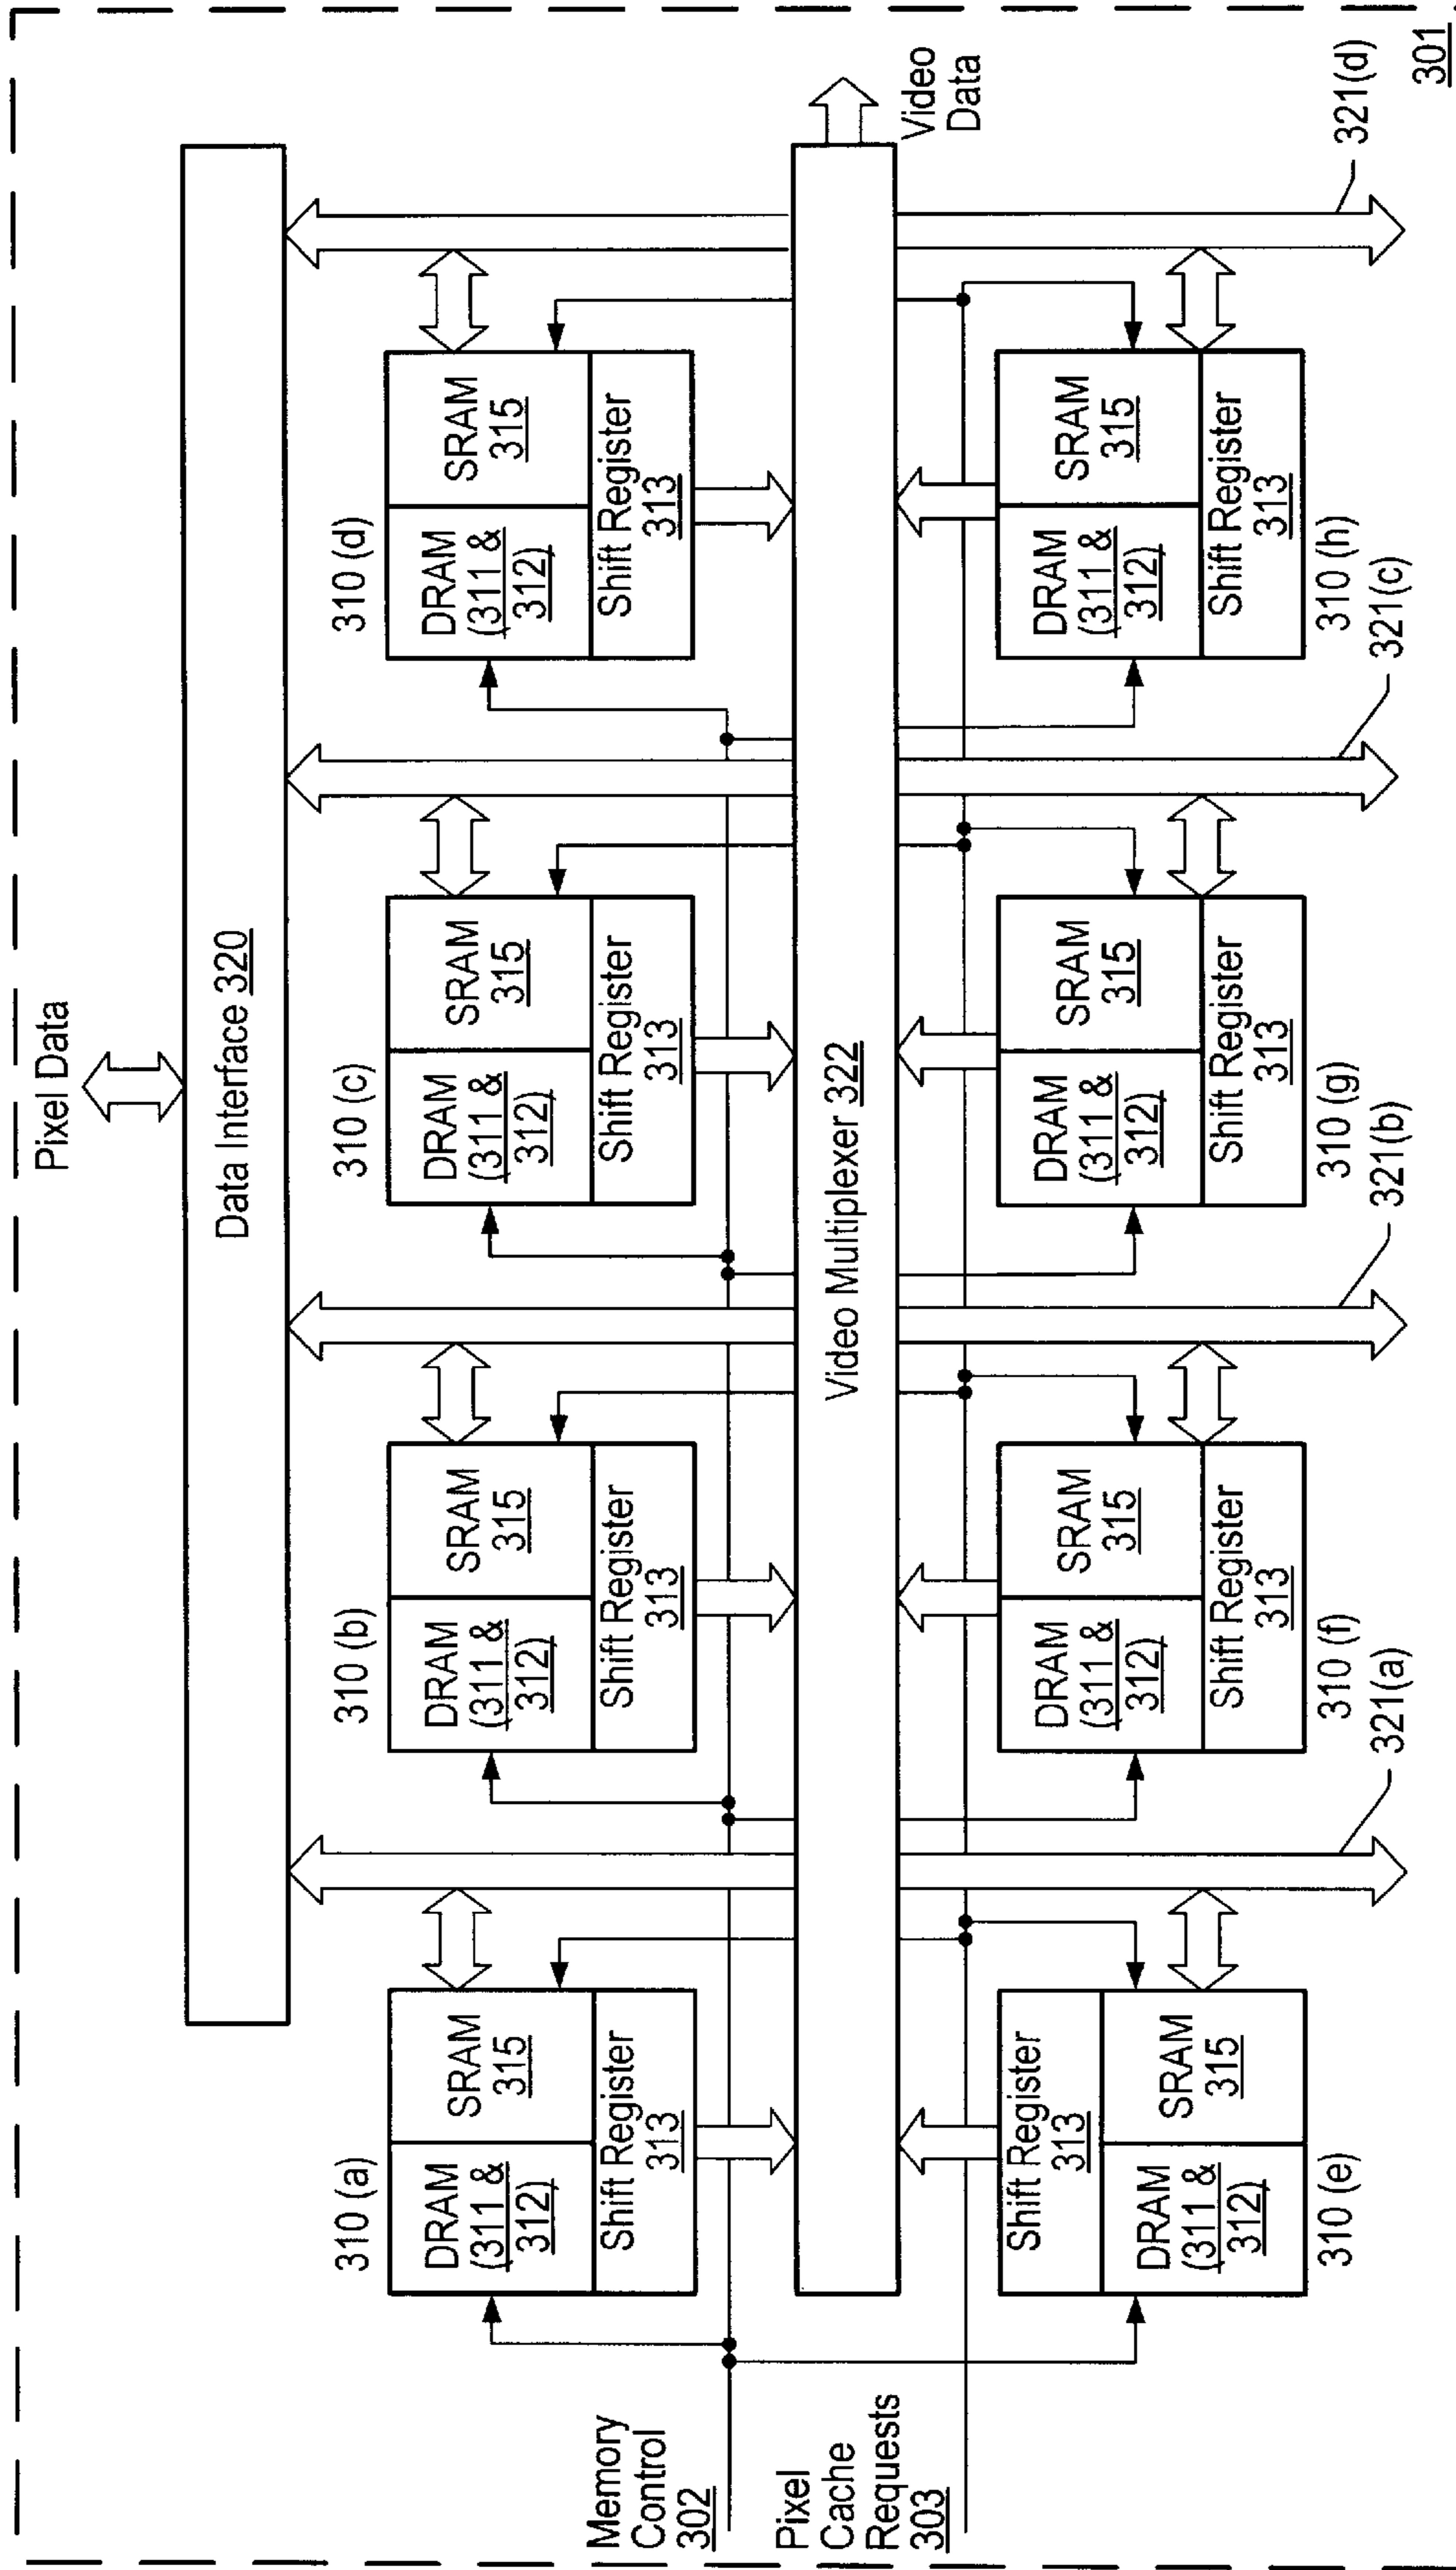 Pixel Data
Data Interface 320
310 (a)
DRAM
(311 &
312)
SRAM
315
Shift Register
313
310 (b)
DRAM
(311 &
312)
SRAM
315
Shift Register
313
310 (c)
DRAM
(311 &
312)
SRAM
315
Shift Register
313
310 (d)
DRAM
(311 &
312)
SRAM
315
Shift Register
313
Memory
Control
302
Video Multiplexer 322
Video
Data
Pixel
Cache
Requests
303
Shift Register
313
DRAM
(311 &
312)
SRAM
315
310 (e)
321(a)
DRAM
(311 &
312)
SRAM
315
Shift Register
313
310 (f)
321(b)
DRAM
(311 &
312)
SRAM
315
Shift Register
313
310 (g)
321(c)
DRAM
(311 &
312)
SRAM
315
Shift Register
313
310 (h)
321(d)
301